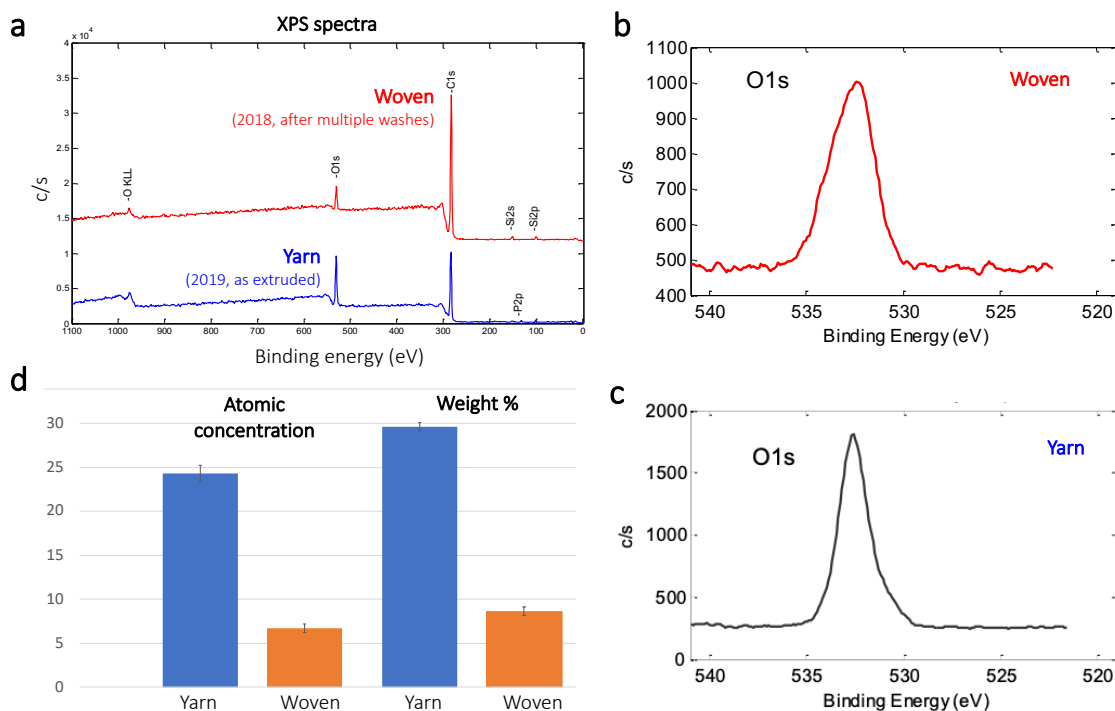 a
XPS spectra
x 10⁴
4
3.5
3
2.5
2
1.5
1
0.5
0
c/s
Woven
(2018, after multiple washes)
-O KLL
-O1s
-C1s
-Si2s
-Si2p
Yarn
(2019, as extruded)
-P2p
1100 1000 900 800 700 600 500 400 300 200 100 0
Binding energy (eV)
b
1100
1000
900
800
700
600
500
400
c/s
O1s
Woven
540 535 530 525 520
Binding Energy (eV)
d
Atomic
concentration
Weight %
30
25
20
15
10
5
0
Yarn Woven Yarn Woven
c
2000
1500
1000
500
0
c/s
O1s
Yarn
540 535 530 525 520
Binding Energy (eV)